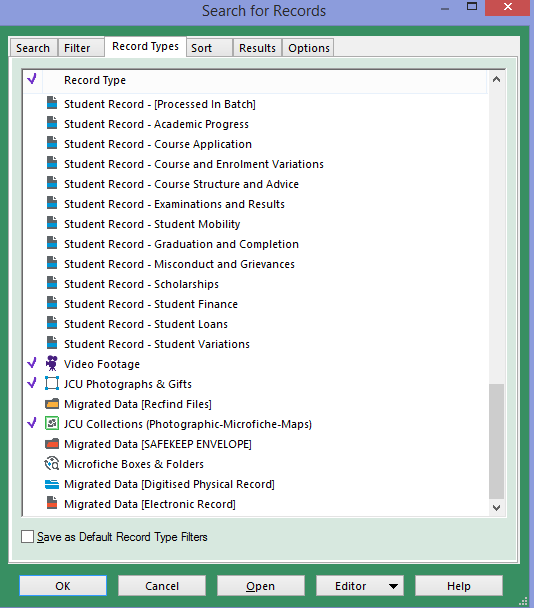 Search for Records
Search Filter Record Types Sort Results Options
Record Type
Student Record - [Processed In Batch]
Student Record - Academic Progress
Student Record - Course Application
Student Record - Course and Enrolment Variations
Student Record - Course Structure and Advice
Student Record - Examinations and Results
Student Record - Student Mobility
Student Record - Graduation and Completion
Student Record - Misconduct and Grievances
Student Record - Scholarships
Student Record - Student Finance
Student Record - Student Loans
Student Record - Student Variations
Video Footage
JCU Photographs & Gifts
Migrated Data [Recfind Files]
JCU Collections (Photographic-Microfiche-Maps)
Migrated Data [SAFEKEEP ENVELOPE]
Microfiche Boxes & Folders
Migrated Data [Digitised Physical Record]
Migrated Data [Electronic Record]
Save as Default Record Type Filters
OK Cancel Open Editor Help